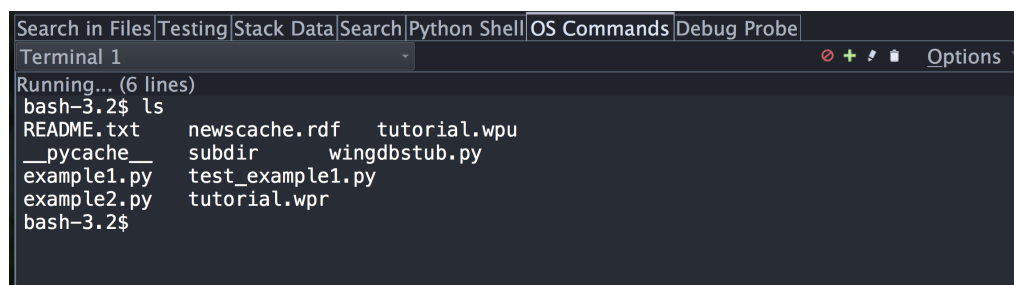 Search in Files Testing Stack Data Search Python Shell OS Commands Debug Probe
Terminal 1 Options
Running... (6 lines)
bash-3.2$ ls
README.txt newscache.rdf tutorial.wpu
__pycache__ subdir wingdbstub.py
example1.py test_example1.py
example2.py tutorial.wpr
bash-3.2$